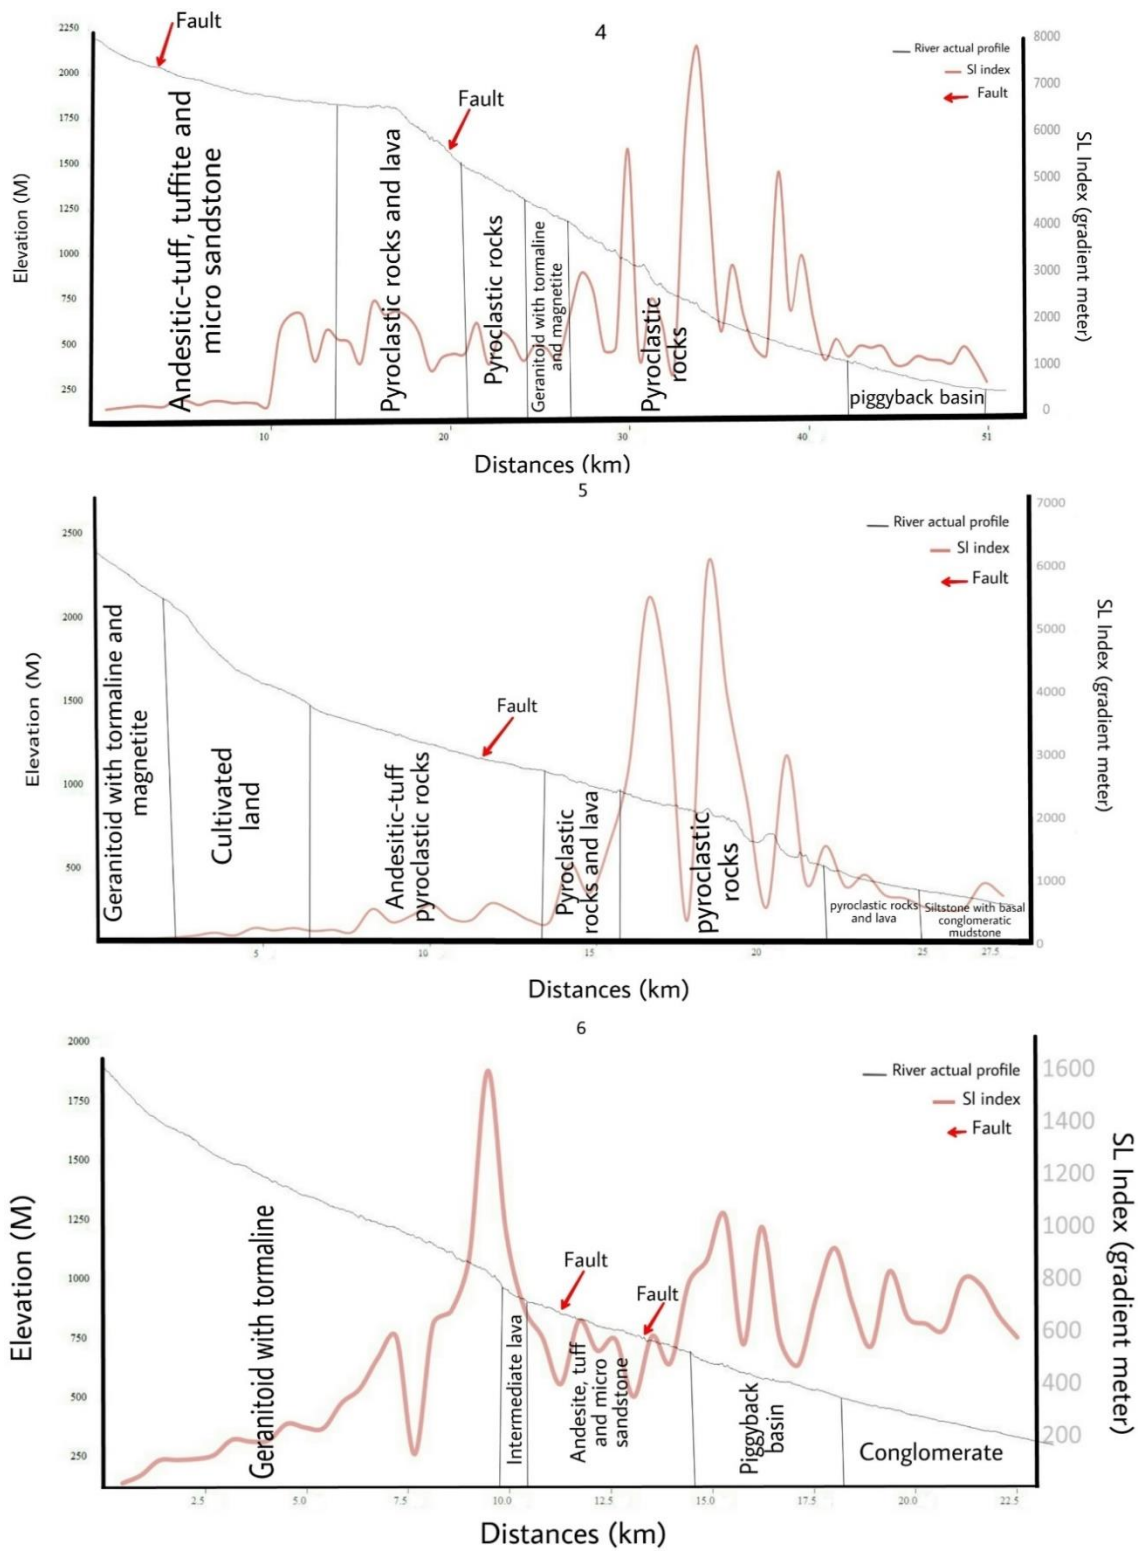 4
Fault
Fault
River actual profile
SI index
Fault
2250
2000
1750
1500
1250
1000
750
500
250
Elevation (M)
Andesitic-tuff, tuffite and
micro sandstone
Pyroclastic rocks and lava
Pyroclastic rocks
Geranitoid with tormaline
and magnetite
Pyroclastic
rocks
piggyback basin
8000
7000
6000
5000
4000
3000
2000
1000
0
SL Index (gradient meter)
10
20
30
40
51
Distances (km)
5
River actual profile
SI index
Fault
Fault
2500
2000
1500
1000
500
Elevation (M)
Geranitoid with tormaline and
magnetite
Cultivated
land
Andesitic-tuff
pyroclastic rocks
Pyroclastic
rocks and lava
pyroclastic
rocks
pyroclastic rocks
and lava
Siltstone with basal
conglomeratic
mudstone
7000
6000
5000
4000
3000
2000
1000
0
SL Index (gradient meter)
5
10
15
20
25
27.5
Distances (km)
6
River actual profile
SI index
Fault
Fault
Fault
2000
1750
1500
1250
1000
750
500
250
Elevation (M)
Geranitoid with tormaline
Intermediate lava
Andesite, tuff
and micro
sandstone
Piggyback
basin
Conglomerate
1600
1400
1200
1000
800
600
400
200
SL Index (gradient meter)
2.5
5.0
7.5
10.0
12.5
15.0
17.5
20.0
22.5
Distances (km)